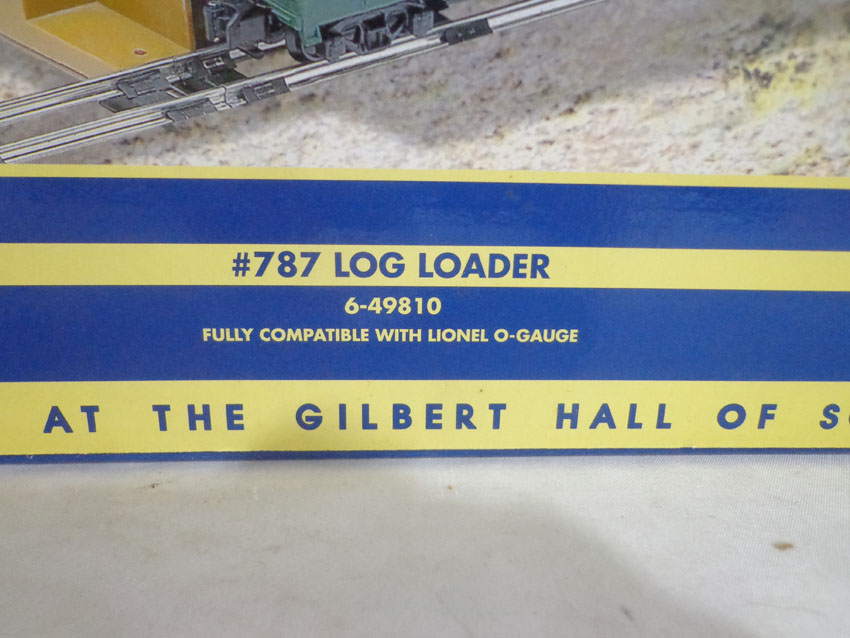 #787 LOG LOADER
6-49810
FULLY COMPATIBLE WITH LIONEL O-GAUGE
AT THE GILBERT HALL OF